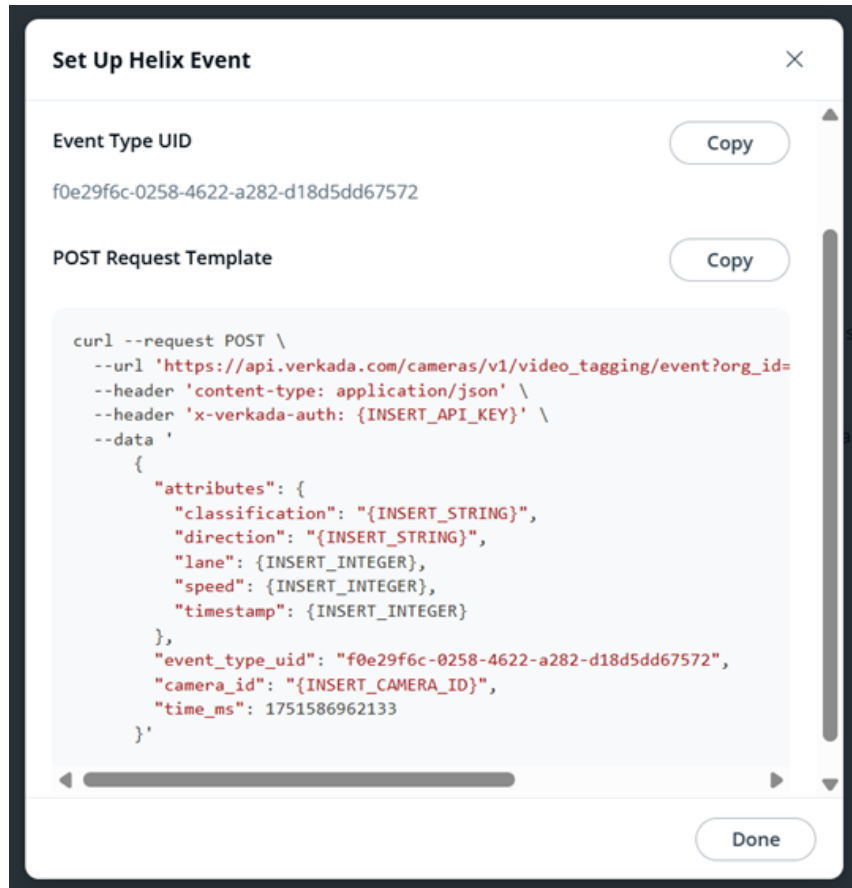 Set Up Helix Event
Event Type UID
Copy
f0e29f6c-0258-4622-a282-d18d5dd67572
POST Request Template
Copy
curl --request POST \
--url 'https://api.verkada.com/cameras/v1/video_tagging/event?org_id=
--header 'content-type: application/json' \
--header 'x-verkada-auth: {INSERT_API_KEY}' \
--data '
{
"attributes": {
"classification": "{INSERT_STRING}",
"direction": "{INSERT_STRING}",
"lane": {INSERT_INTEGER},
"speed": {INSERT_INTEGER},
"timestamp": {INSERT_INTEGER}
},
"event_type_uid": "f0e29f6c-0258-4622-a282-d18d5dd67572",
"camera_id": "{INSERT_CAMERA_ID}",
"time_ms": 1751586962133
}'
Done